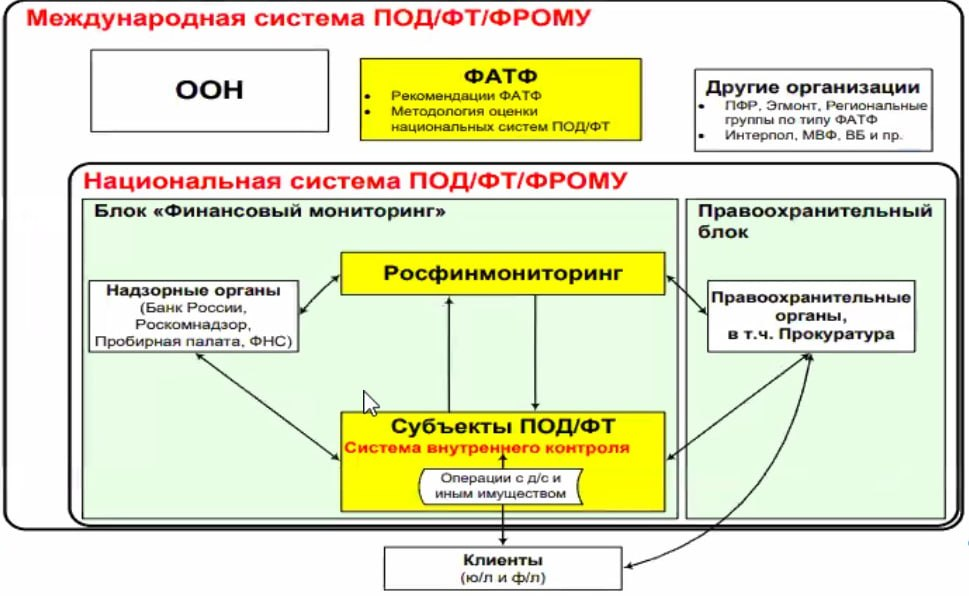 Международная система ПОД/ФТ/ФРОМУ
ООН
ФАТФ
• Рекомендации ФАТФ
• Методология оценки
национальных систем ПОД/ФТ
Другие организации
• ПФР, Эгмонт, Региональные
группы по типу ФАТФ
• Интерпол, МВФ, ВБ и пр.
Национальная система ПОД/ФТ/ФРОМУ
Блок «Финансовый мониторинг»
Правоохранительный
блок
Росфинмониторинг
Надзорные органы
(Банк России,
Роскомнадзор,
Пробирная палата, ФНС)
Правоохранительные
органы,
в т.ч. Прокуратура
Субъекты ПОД/ФТ
Система внутреннего контроля
Операции с д/с и
иным имуществом
Клиенты
(ю/л и ф/л)